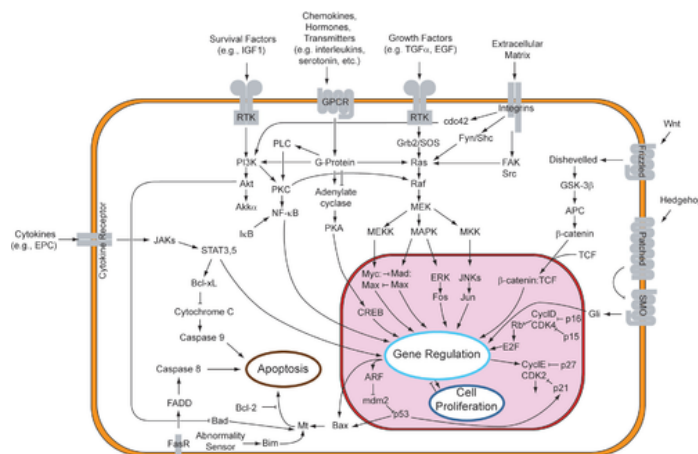 Survival Factors
(e.g., IGF1)
Chemokines,
Hormones,
Transmitters
(e.g. interleukins,
serotonin, etc.)
Growth Factors
(e.g. TGFα, EGF)
Extracellular
Matrix
RTK
GPCR
RTK
Integrins
cdc42
Wnt
PLC
Grb2/SOS
Fyn/Shc
Frizzled
Dishevelled
PI3K
G-Protein
Ras
FAK
Src
Akt
PKC
Adenylate
cyclase
Raf
GSK-3β
Akkα
NF-κB
MEK
APC
Hedgeho
IκB
PKA
MEKK
MAPK
MKK
β-catenin
TCF
Cytokines
(e.g., EPC)
Cytokine Receptor
JAKs
STAT3,5
Patched
Myc:
Max
Mad:
Max
ERK
Fos
JNKs
Jun
β-catenin:TCF
Bcl-xL
CREB
SMO
Gli
Cytochrome C
CyclD
p16
Rb
CDK4
p15
Caspase 9
Gene Regulation
E2F
Caspase 8
Apoptosis
ARF
CyclE
p27
CDK2
p21
FADD
Bcl-2
mdm2
Cell
Proliferation
p53
Bad
Mt
Bax
FasR
Abnormality
Sensor
Bim